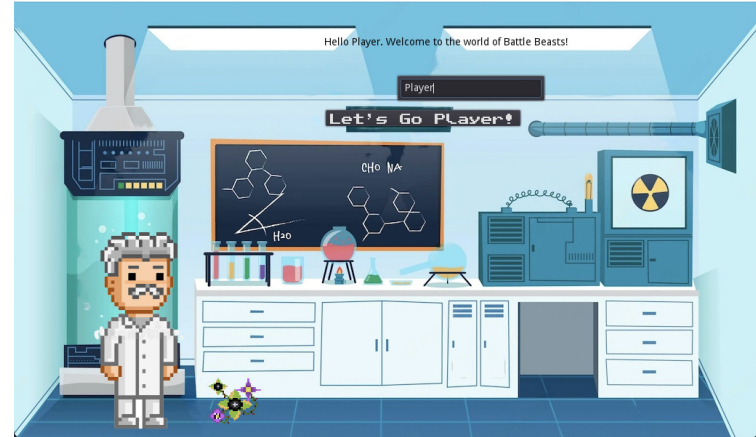 Hello Player. Welcome to the world of Battle Beasts!
Player
Let's Go Player!
CHO NA
H2O